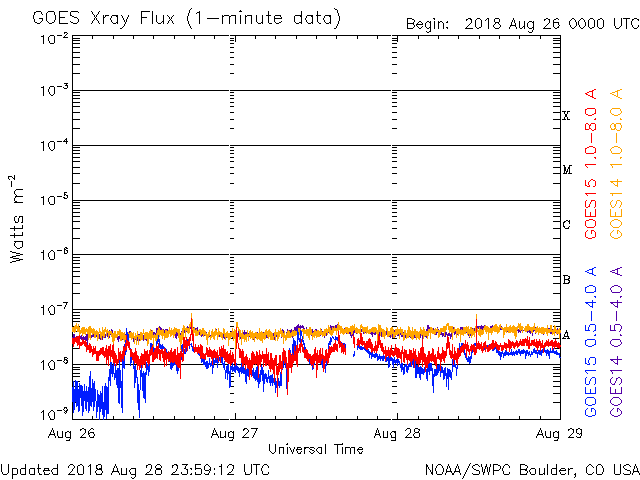 GOES Xray Flux (1-minute data)
Begin: 2018 Aug 26 0000 UTC
10⁻²
10⁻³
10⁻⁴
10⁻⁵
10⁻⁶
10⁻⁷
10⁻⁸
10⁻⁹
Watts m⁻²
X
M
C
B
A
GOES15 1.0-8.0 A
GOES14 1.0-8.0 A
GOES15 0.5-4.0 A
GOES14 0.5-4.0 A
Aug 26
Aug 27
Aug 28
Aug 29
Universal Time
Updated 2018 Aug 28 23:59:12 UTC
NOAA/SWPC Boulder, CO USA